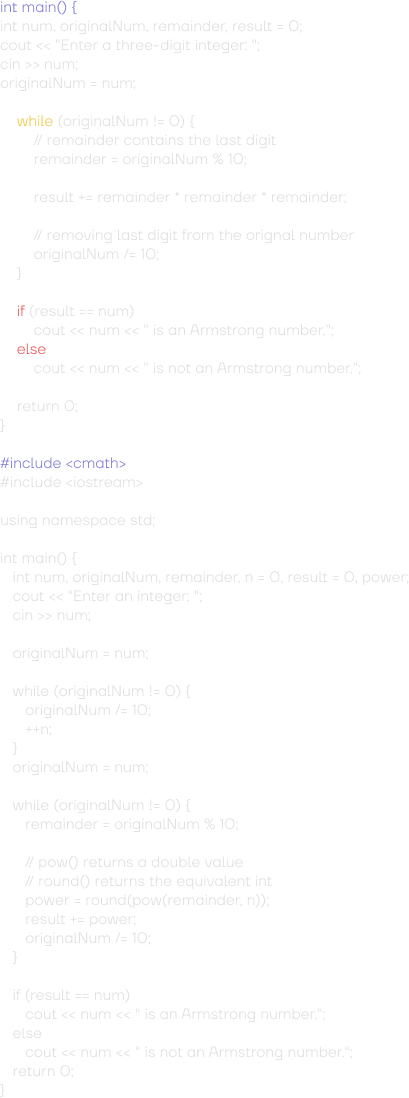 int main() {
int num, originalNum, remainder, result = 0;
cout << "Enter a three-digit integer: ";
cin >> num;
originalNum = num;
while (originalNum != 0) {
// remainder contains the last digit
remainder = originalNum % 10;
result += remainder * remainder * remainder;
// removing last digit from the orignal number
originalNum /= 10;
}
if (result == num)
cout << num << " is an Armstrong number.";
else
cout << num << " is not an Armstrong number.";
return 0;
}
#include <cmath>
#include <iostream>
using namespace std;
int main() {
int num, originalNum, remainder, n = 0, result = 0, power;
cout << "Enter an integer: ";
cin >> num;
originalNum = num;
while (originalNum != 0) {
originalNum /= 10;
++n;
}
originalNum = num;
while (originalNum != 0) {
remainder = originalNum % 10;
// pow() returns a double value
// round() returns the equivalent int
power = round(pow(remainder, n));
result += power;
originalNum /= 10;
}
if (result == num)
cout << num << " is an Armstrong number.";
else
cout << num << " is not an Armstrong number.";
return 0;
}